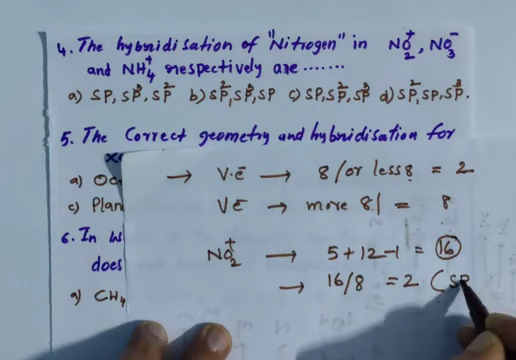 4. The hybridisation of "Nitrogen" in NO₂⁺, NO₃⁻
and NH₄⁺ respectively are .......
a) SP, SP³, SP² b) SP², SP³, SP c) SP, SP², SP³ d) SP², SP, SP³.
5. The Correct geometry and hybridisation for
a) Oc
→ V.ē → 8/or less 8 = 2
c) Plan
VĒ → more 8/ = 8
6. In
NO₂⁺ → 5+12-1 = 16
does
→ 16/8 = 2 (SP
a) CH₄